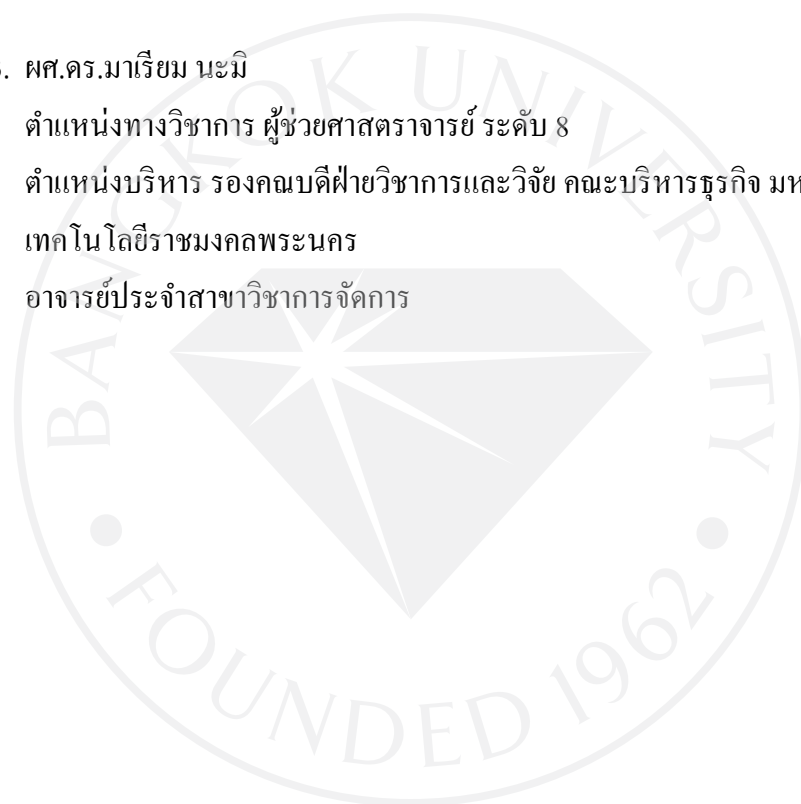 . ผศ.ดร.มาเรียม นะมิ
ตำแหน่งทางวิชาการ ผู้ช่วยศาสตราจารย์ ระดับ 8
ตำแหน่งบริหาร รองคณบดีฝ่ายวิชาการและวิจัย คณะบริหารธุรกิจ มห
เทคโนโลยีราชมงคลพระนคร
อาจารย์ประจำสาขาวิชาการจัดการ
BANGKOK UNIVERSITY
FOUNDED 1962